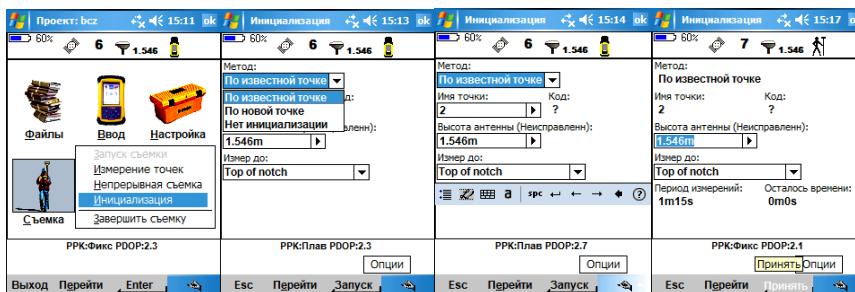 Проект: bcz 15:11 ok
60% 6 1.546
Файлы Ввод Настройка
Съемка
Запуск съемки
Измерение точек
Непрерывная съемка
Инициализация
Завершить съемку
PPK:Фикс PDOP:2.3
Выход Перейти Enter
Инициализация 15:13 ok
60% 6 1.546
Метод:
По известной точке
По известной точке
По новой точке
Нет инициализации
д:
вленн):
1.546m
Измер до:
Top of notch
PPK:Плав PDOP:2.3
Опции
Esc Перейти Запуск
Инициализация 15:14 ok
60% 6 1.546
Метод:
По известной точке
Имя точки: Код:
2 ?
Высота антенны (Неисправленн):
1.546m
Измер до:
Top of notch
a spc
PPK:Плав PDOP:2.7
Опции
Esc Перейти Запуск
Инициализация 15:17 ok
60% 7 1.546
Метод:
По известной точке
Имя точки: Код:
2 ?
Высота антенны (Неисправленн):
1.546m
Измер до:
Top of notch
Период измерений: Осталось времени:
1m15s 0m0s
PPK:Фикс PDOP:2.1
Принять Опции
Esc Перейти Принять